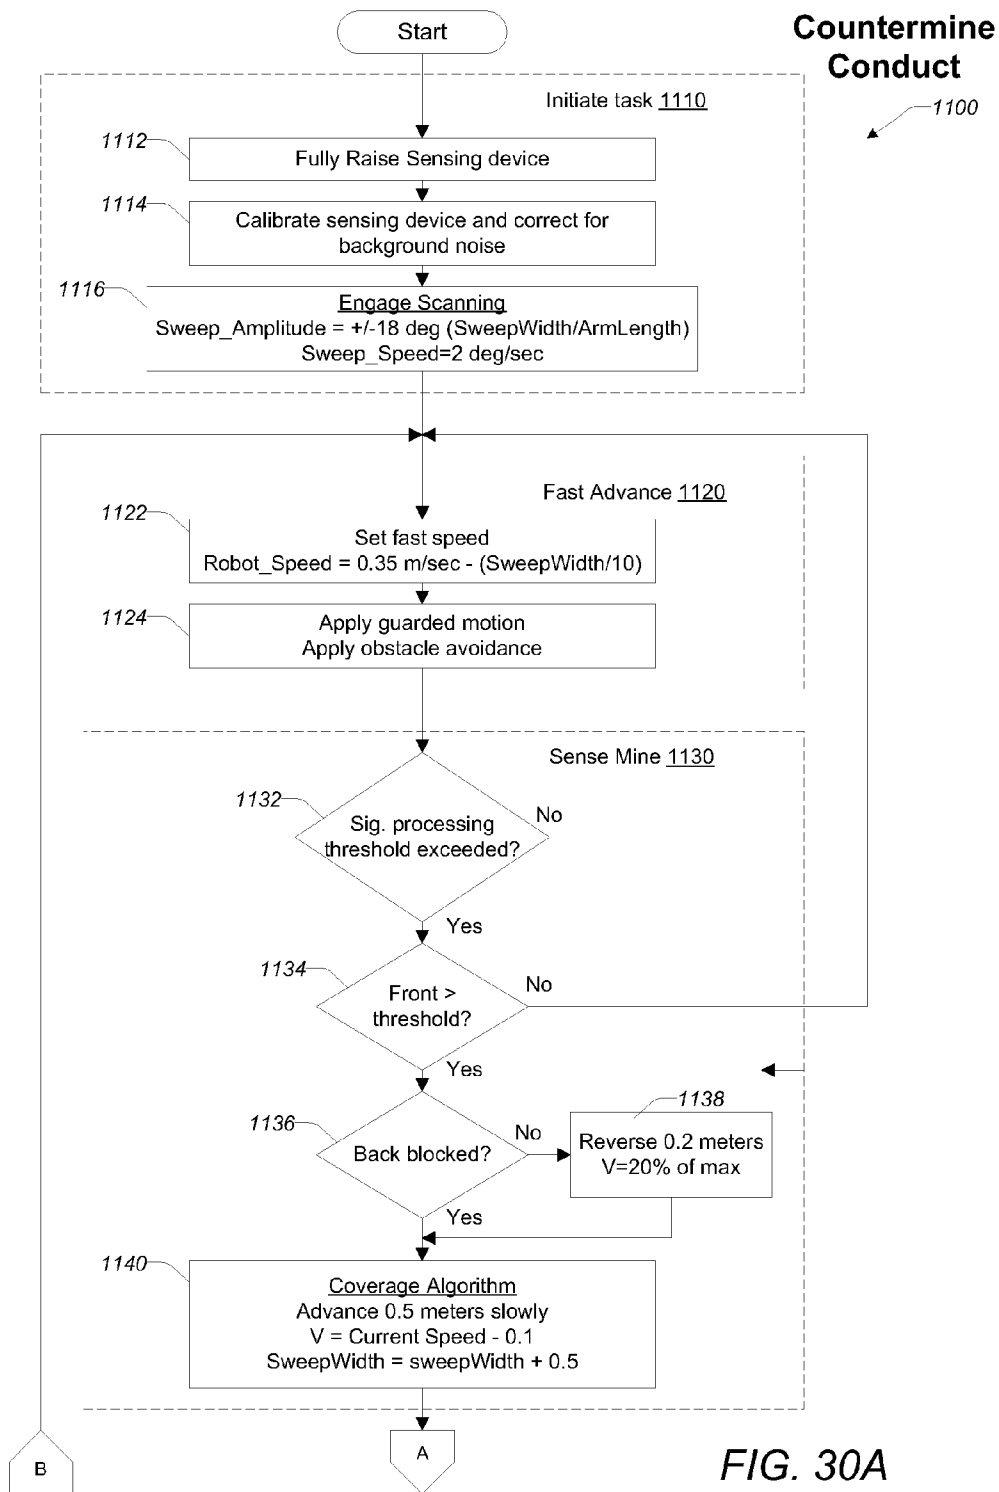 Start
Countermine
Conduct
1100
Initiate task 1110
1112
Fully Raise Sensing device
1114
Calibrate sensing device and correct for
background noise
1116
Engage Scanning
Sweep_Amplitude = +/-18 deg (SweepWidth/ArmLength)
Sweep_Speed=2 deg/sec
Fast Advance 1120
1122
Set fast speed
Robot_Speed = 0.35 m/sec - (SweepWidth/10)
1124
Apply guarded motion
Apply obstacle avoidance
Sense Mine 1130
1132
No
Sig. processing
threshold exceeded?
Yes
1134
No
Front >
threshold?
Yes
1136
No
Back blocked?
1138
Reverse 0.2 meters
V=20% of max
Yes
1140
Coverage Algorithm
Advance 0.5 meters slowly
V = Current Speed - 0.1
SweepWidth = sweepWidth + 0.5
A
B
FIG. 30A